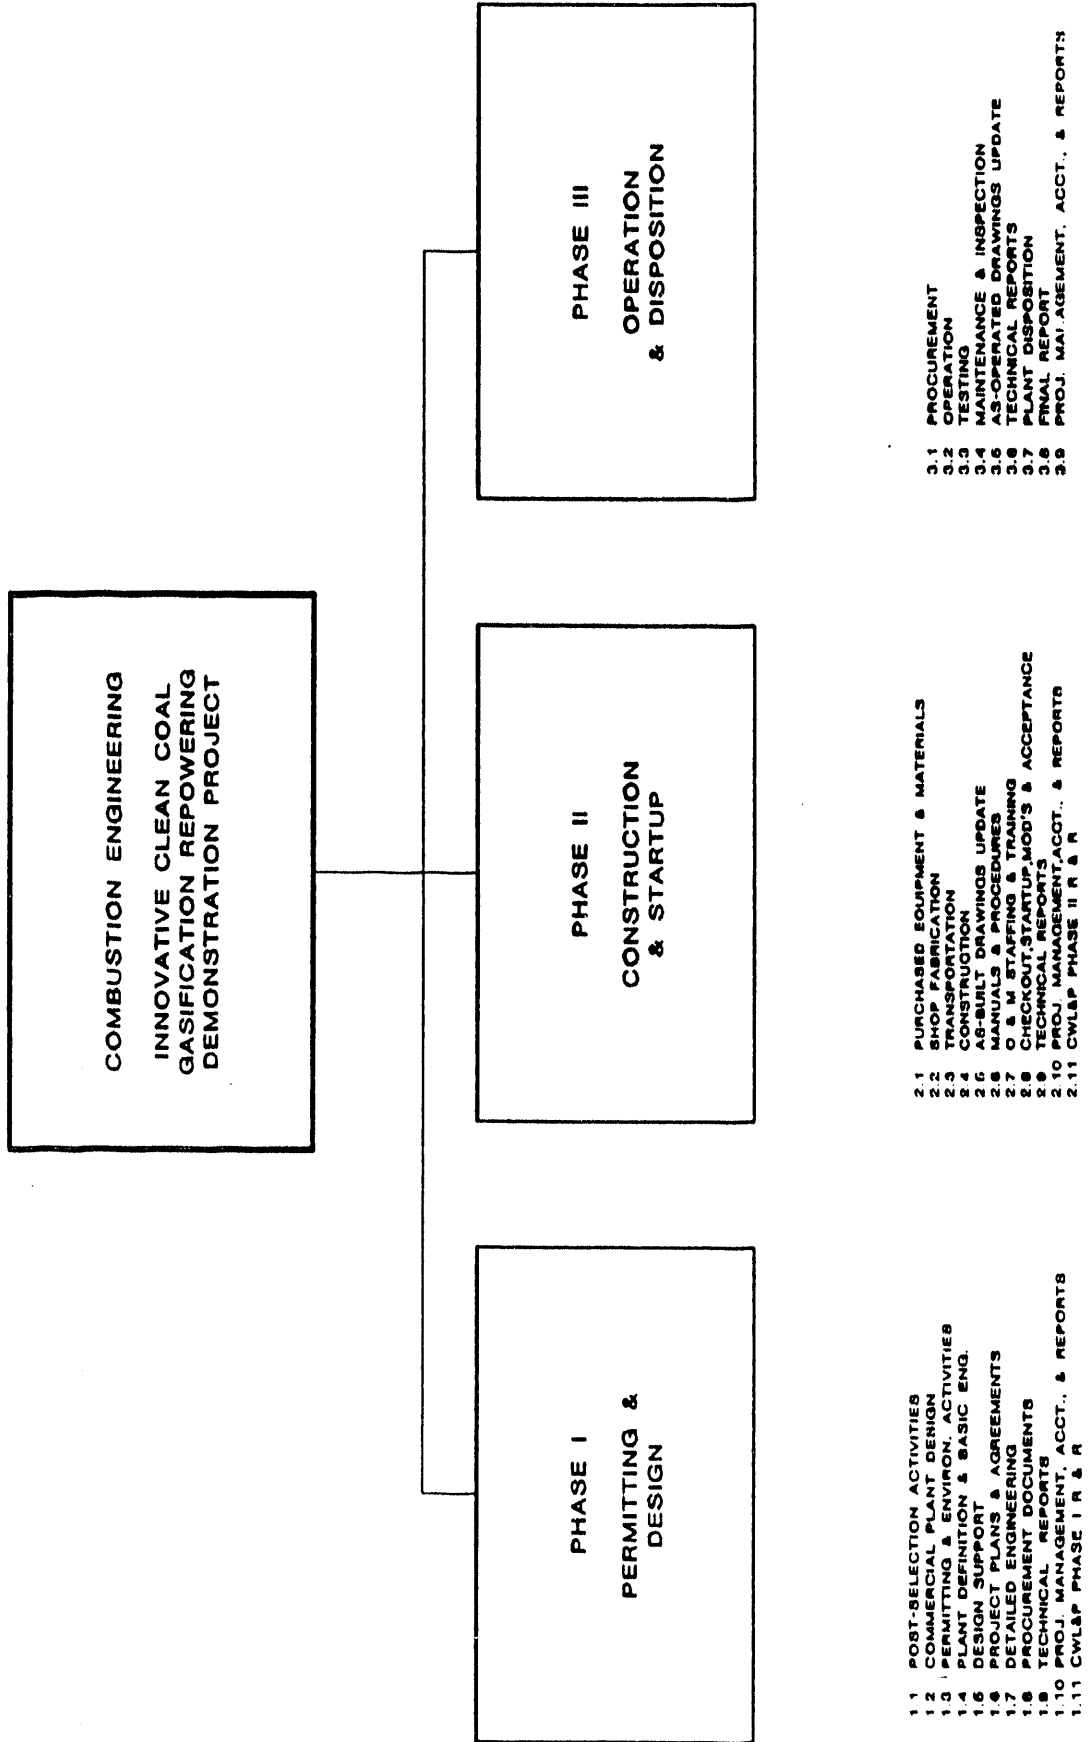 COMBUSTION ENGINEERING
INNOVATIVE CLEAN COAL
GASIFICATION REPOWERING
DEMONSTRATION PROJECT
PHASE I
PERMITTING &
DESIGN
PHASE II
CONSTRUCTION
& STARTUP
PHASE III
OPERATION
& DISPOSITION
1.1 POST-SELECTION ACTIVITIES
1.2 COMMERCIAL PLANT DESIGN
1.3 PERMITTING & ENVIRON. ACTIVITIES
1.4 PLANT DEFINITION & BASIC ENG.
1.5 DESIGN SUPPORT
1.6 PROJECT PLANS & AGREEMENTS
1.7 DETAILED ENGINEERING
1.8 PROCUREMENT DOCUMENTS
1.9 TECHNICAL REPORTS
1.10 PROJ. MANAGEMENT, ACCT., & REPORTS
1.11 CWL&P PHASE I R & R
2.1 PURCHASED EQUIPMENT & MATERIALS
2.2 SHOP FABRICATION
2.3 TRANSPORTATION
2.4 CONSTRUCTION
2.5 AS-BUILT DRAWINGS UPDATE
2.6 MANUALS & PROCEDURES
2.7 O & M STAFFING & TRAINING
2.8 CHECKOUT,STARTUP,MOD'S & ACCEPTANCE
2.9 TECHNICAL REPORTS
2.10 PROJ. MANAGEMENT,ACCT., & REPORTS
2.11 CWL&P PHASE II R & R
3.1 PROCUREMENT
3.2 OPERATION
3.3 TESTING
3.4 MAINTENANCE & INSPECTION
3.5 AS-OPERATED DRAWINGS UPDATE
3.6 TECHNICAL REPORTS
3.7 PLANT DISPOSITION
3.8 FINAL REPORT
3.9 PROJ. MANAGEMENT, ACCT., & REPORTS